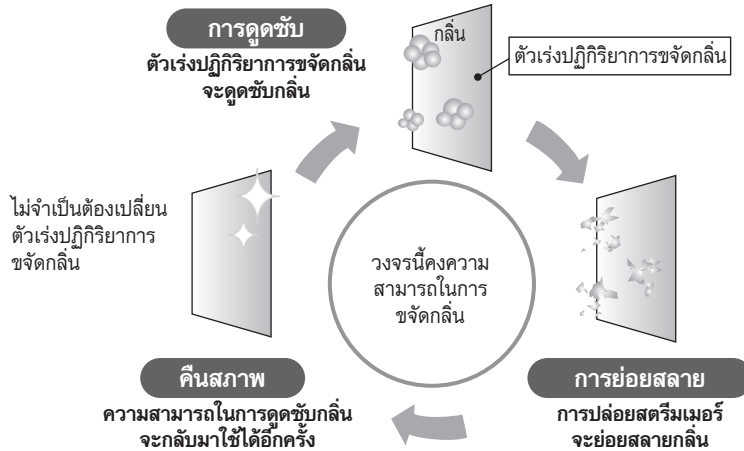 การดูดซับ
ตัวเร่งปฏิกิริยาการขจัดกลิ่น
จะดูดซับกลิ่น
กลิ่น
ตัวเร่งปฏิกิริยาการขจัดกลิ่น
ไม่จำเป็นต้องเปลี่ยน
ตัวเร่งปฏิกิริยาการ
ขจัดกลิ่น
วงจรนี้คงความ
สามารถในการ
ขจัดกลิ่น
คืนสภาพ
ความสามารถในการดูดซับกลิ่น
จะกลับมาใช้ได้อีกครั้ง
การย่อยสลาย
การปล่อยสตรีมเมอร์
จะย่อยสลายกลิ่น